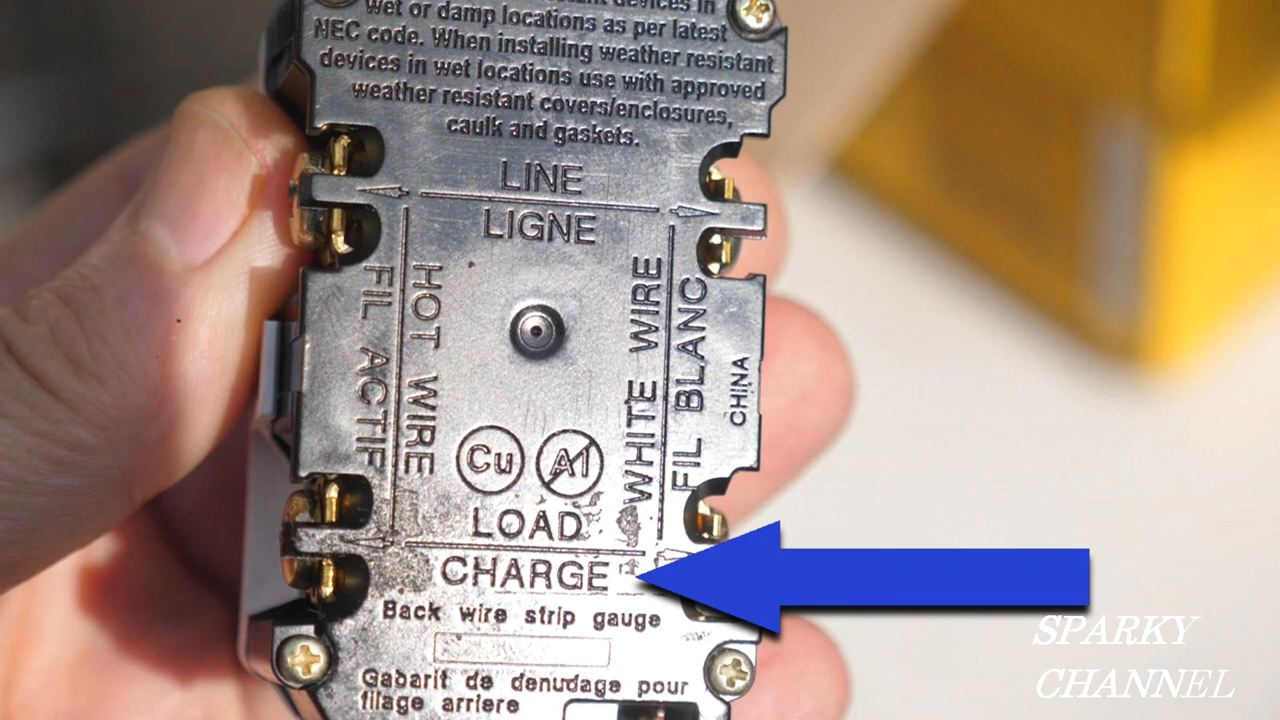 devices in
wet or damp locations as per latest
NEC code. When installing weather resistant
devices in wet locations use with approved
weather resistant covers/enclosures,
caulk and gaskets.
LINE
LIGNE
FIL ACTIF
HOT WIRE
WHITE WIRE
FIL BLANC
CHINA
Cu
Al
LOAD
CHARGE
Back wire strip gauge
Gabarit de denudage pour
filage arriere
SPARKY
CHANNEL